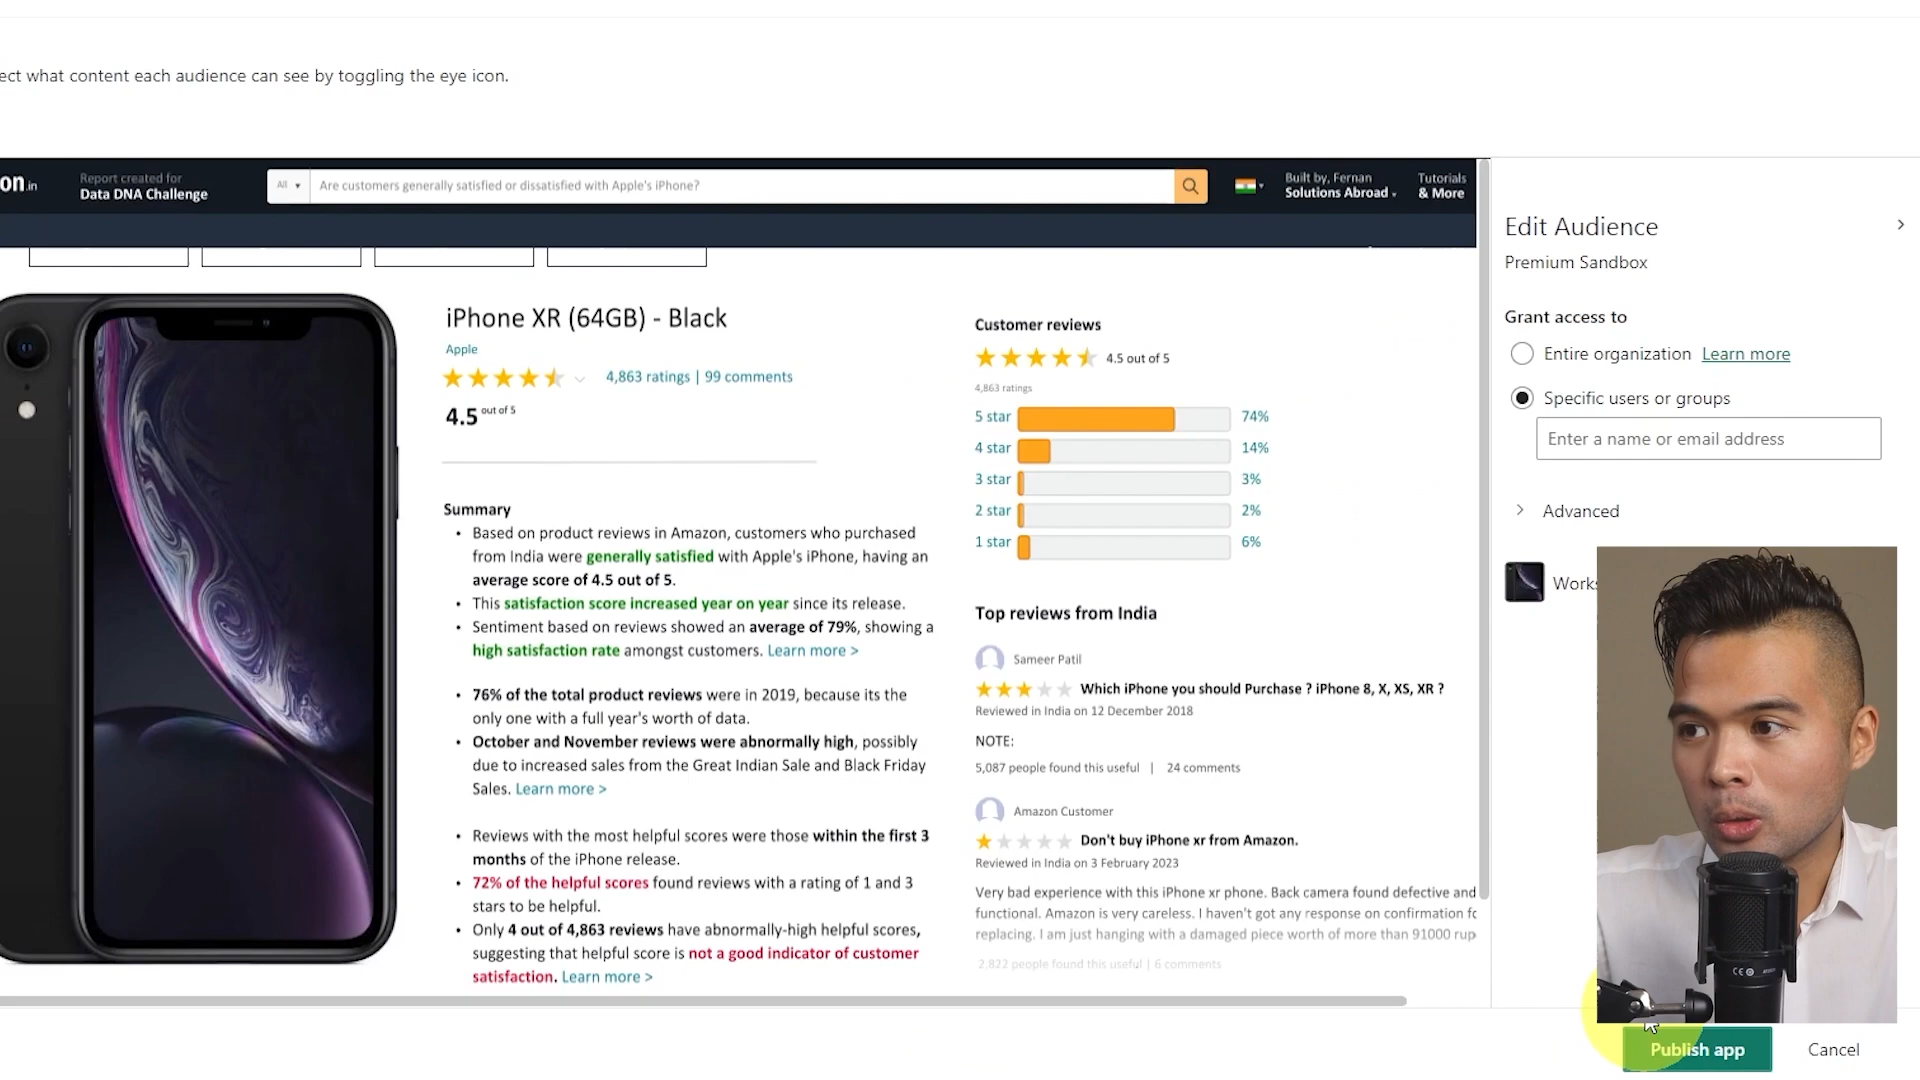 ect what content each audience can see by toggling the eye icon.
on.in
Report created for
Data DNA Challenge
All
Are customers generally satisfied or dissatisfied with Apple's iPhone?
Built by, Fernan
Solutions Abroad
Tutorials
& More
iPhone XR (64GB) - Black
Apple
4,863 ratings | 99 comments
4.5 out of 5
Summary
• Based on product reviews in Amazon, customers who purchased
from India were generally satisfied with Apple's iPhone, having an
average score of 4.5 out of 5.
• This satisfaction score increased year on year since its release.
• Sentiment based on reviews showed an average of 79%, showing a
high satisfaction rate amongst customers. Learn more >
• 76% of the total product reviews were in 2019, because its the
only one with a full year's worth of data.
• October and November reviews were abnormally high, possibly
due to increased sales from the Great Indian Sale and Black Friday
Sales. Learn more >
• Reviews with the most helpful scores were those within the first 3
months of the iPhone release.
• 72% of the helpful scores found reviews with a rating of 1 and 3
stars to be helpful.
• Only 4 out of 4,863 reviews have abnormally-high helpful scores,
suggesting that helpful score is not a good indicator of customer
satisfaction. Learn more >
Customer reviews
4.5 out of 5
4,863 ratings
5 star 74%
4 star 14%
3 star 3%
2 star 2%
1 star 6%
Top reviews from India
Sameer Patil
Which iPhone you should Purchase ? iPhone 8, X, XS, XR ?
Reviewed in India on 12 December 2018
NOTE:
5,087 people found this useful | 24 comments
Amazon Customer
Don't buy iPhone xr from Amazon.
Reviewed in India on 3 February 2023
Very bad experience with this iPhone xr phone. Back camera found defective and
functional. Amazon is very careless. I haven't got any response on confirmation fo
replacing. I am just hanging with a damaged piece worth of more than 91000 rup
2,822 people found this useful | 6 comments
Edit Audience
Premium Sandbox
Grant access to
Entire organization Learn more
Specific users or groups
Enter a name or email address
Advanced
Works
Publish app
Cancel